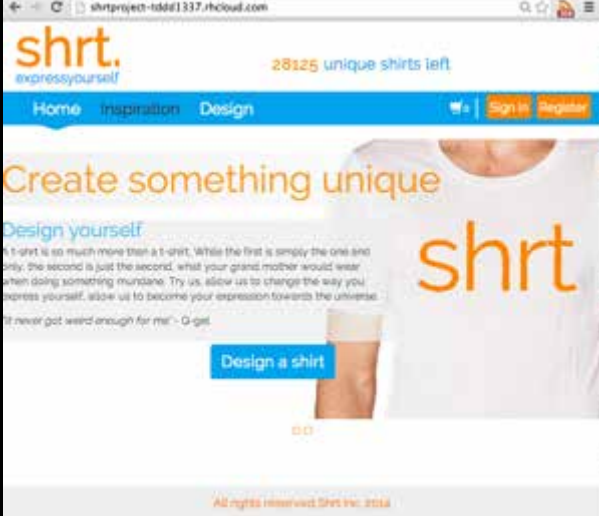 shrtproject-tddd1337.rhcloud.com
shrt.
expressyourself
28125 unique shirts left
Home Inspiration Design
0 | Sign In Register
Create something unique
Design yourself
A t-shirt is so much more than a t-shirt. While the first is simply the one and
only, the second is just the second, what your grand mother would wear
when doing something mundane. Try us, allow us to change the way you
express yourself, allow us to become your expression towards the universe.
"It never got weird enough for me" - Q-gel
shrt
Design a shirt
All rights reserved Shrt Inc. 2014